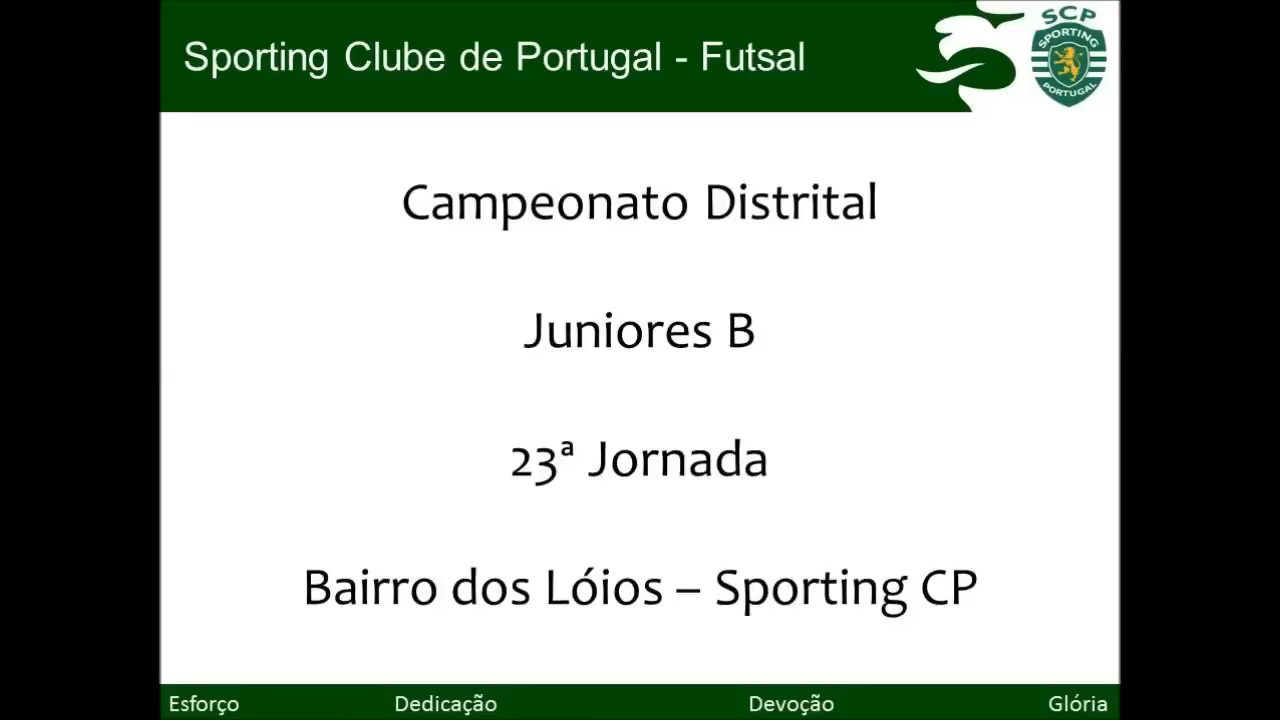 Sporting Clube de Portugal - Futsal
SCP
SPORTING
PORTUGAL
Campeonato Distrital
Juniores B
23ª Jornada
Bairro dos Lóios – Sporting CP
Esforço Dedicação Devoção Glória